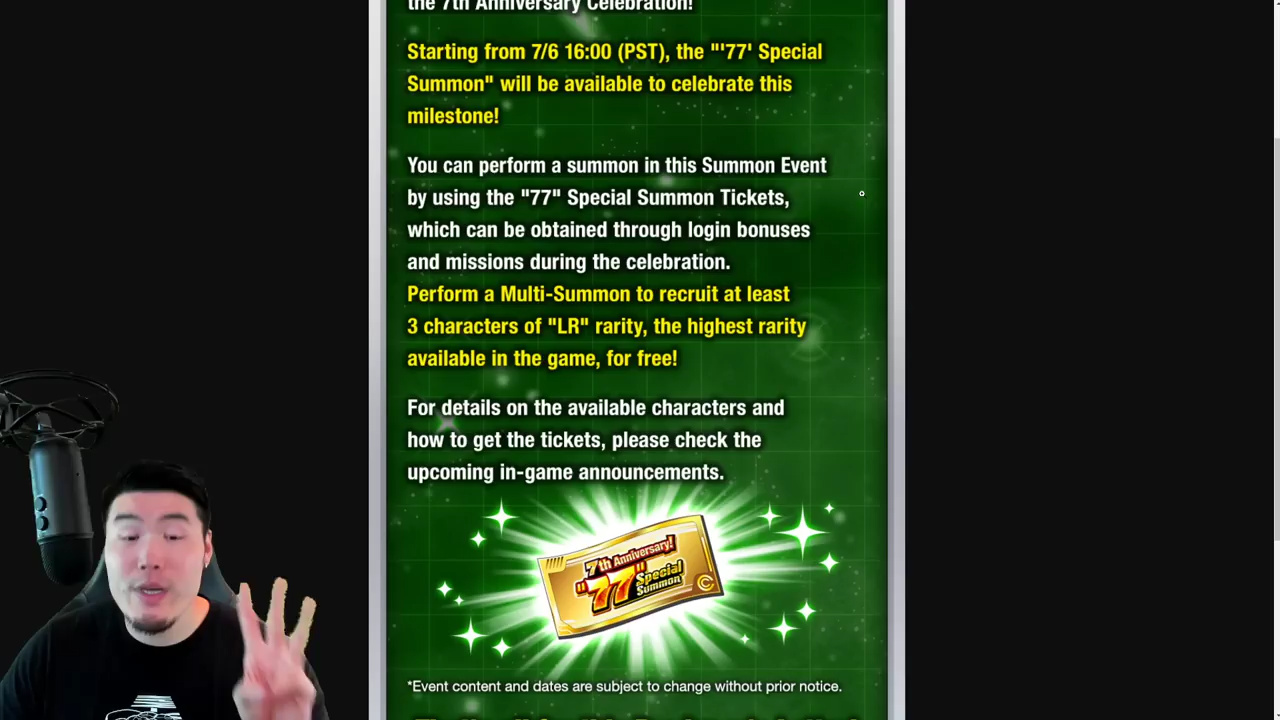 the 7th Anniversary Celebration!
Starting from 7/6 16:00 (PST), the "'77' Special
Summon" will be available to celebrate this
milestone!
You can perform a summon in this Summon Event
by using the "77" Special Summon Tickets,
which can be obtained through login bonuses
and missions during the celebration.
Perform a Multi-Summon to recruit at least
3 characters of "LR" rarity, the highest rarity
available in the game, for free!
For details on the available characters and
how to get the tickets, please check the
upcoming in-game announcements.
7th Anniversary!
"77" Special
Summon
*Event content and dates are subject to change without prior notice.